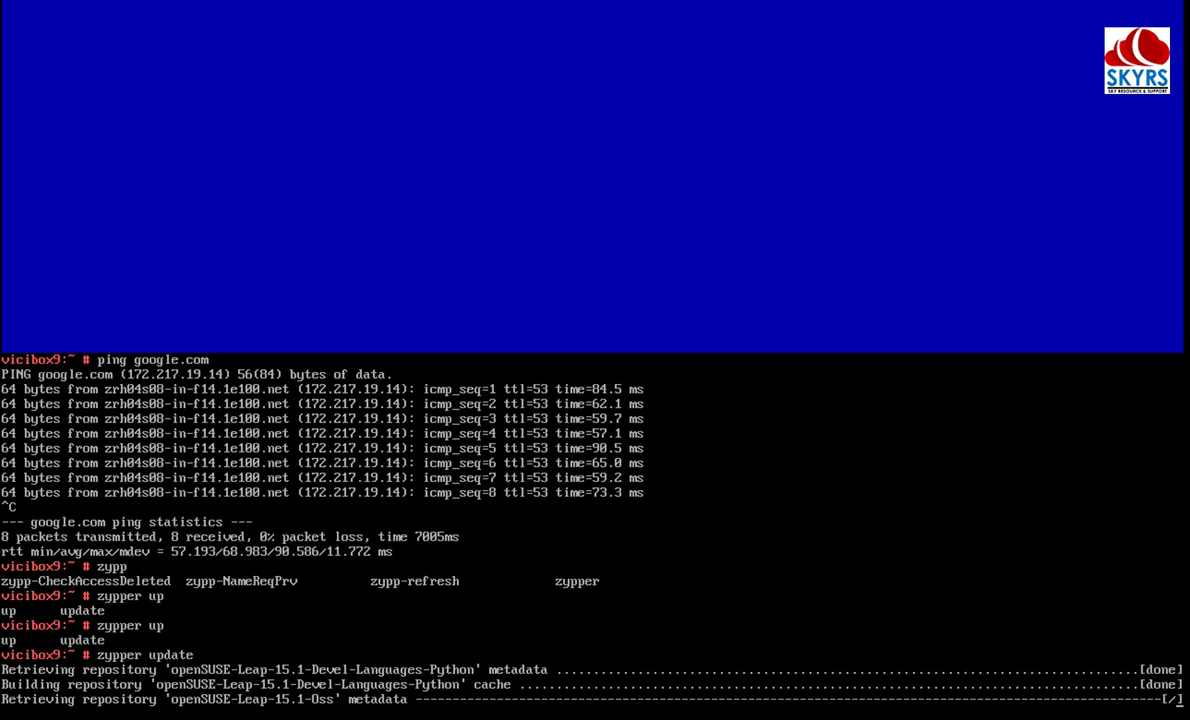 SKYRS
SKY RESOURCE & SUPPORT
vicibox9:~ # ping google.com
PING google.com (172.217.19.14) 56(84) bytes of data.
64 bytes from zrh04s08-in-f14.1e100.net (172.217.19.14): icmp_seq=1 ttl=53 time=84.5 ms
64 bytes from zrh04s08-in-f14.1e100.net (172.217.19.14): icmp_seq=2 ttl=53 time=62.1 ms
64 bytes from zrh04s08-in-f14.1e100.net (172.217.19.14): icmp_seq=3 ttl=53 time=59.7 ms
64 bytes from zrh04s08-in-f14.1e100.net (172.217.19.14): icmp_seq=4 ttl=53 time=57.1 ms
64 bytes from zrh04s08-in-f14.1e100.net (172.217.19.14): icmp_seq=5 ttl=53 time=90.5 ms
64 bytes from zrh04s08-in-f14.1e100.net (172.217.19.14): icmp_seq=6 ttl=53 time=65.0 ms
64 bytes from zrh04s08-in-f14.1e100.net (172.217.19.14): icmp_seq=7 ttl=53 time=59.2 ms
64 bytes from zrh04s08-in-f14.1e100.net (172.217.19.14): icmp_seq=8 ttl=53 time=73.3 ms
^C
--- google.com ping statistics ---
8 packets transmitted, 8 received, 0% packet loss, time 7005ms
rtt min/avg/max/mdev = 57.193/68.983/90.586/11.772 ms
vicibox9:~ # zypp
zypp-CheckAccessDeleted  zypp-NameReqPrv          zypp-refresh             zypper
vicibox9:~ # zypper up
up      update
vicibox9:~ # zypper up
up      update
vicibox9:~ # zypper update
Retrieving repository 'openSUSE-Leap-15.1-Devel-Languages-Python' metadata ...............................................................................[done]
Building repository 'openSUSE-Leap-15.1-Devel-Languages-Python' cache ....................................................................................[done]
Retrieving repository 'openSUSE-Leap-15.1-Oss' metadata -----------------------------------------------------------------------------------------------------[/]